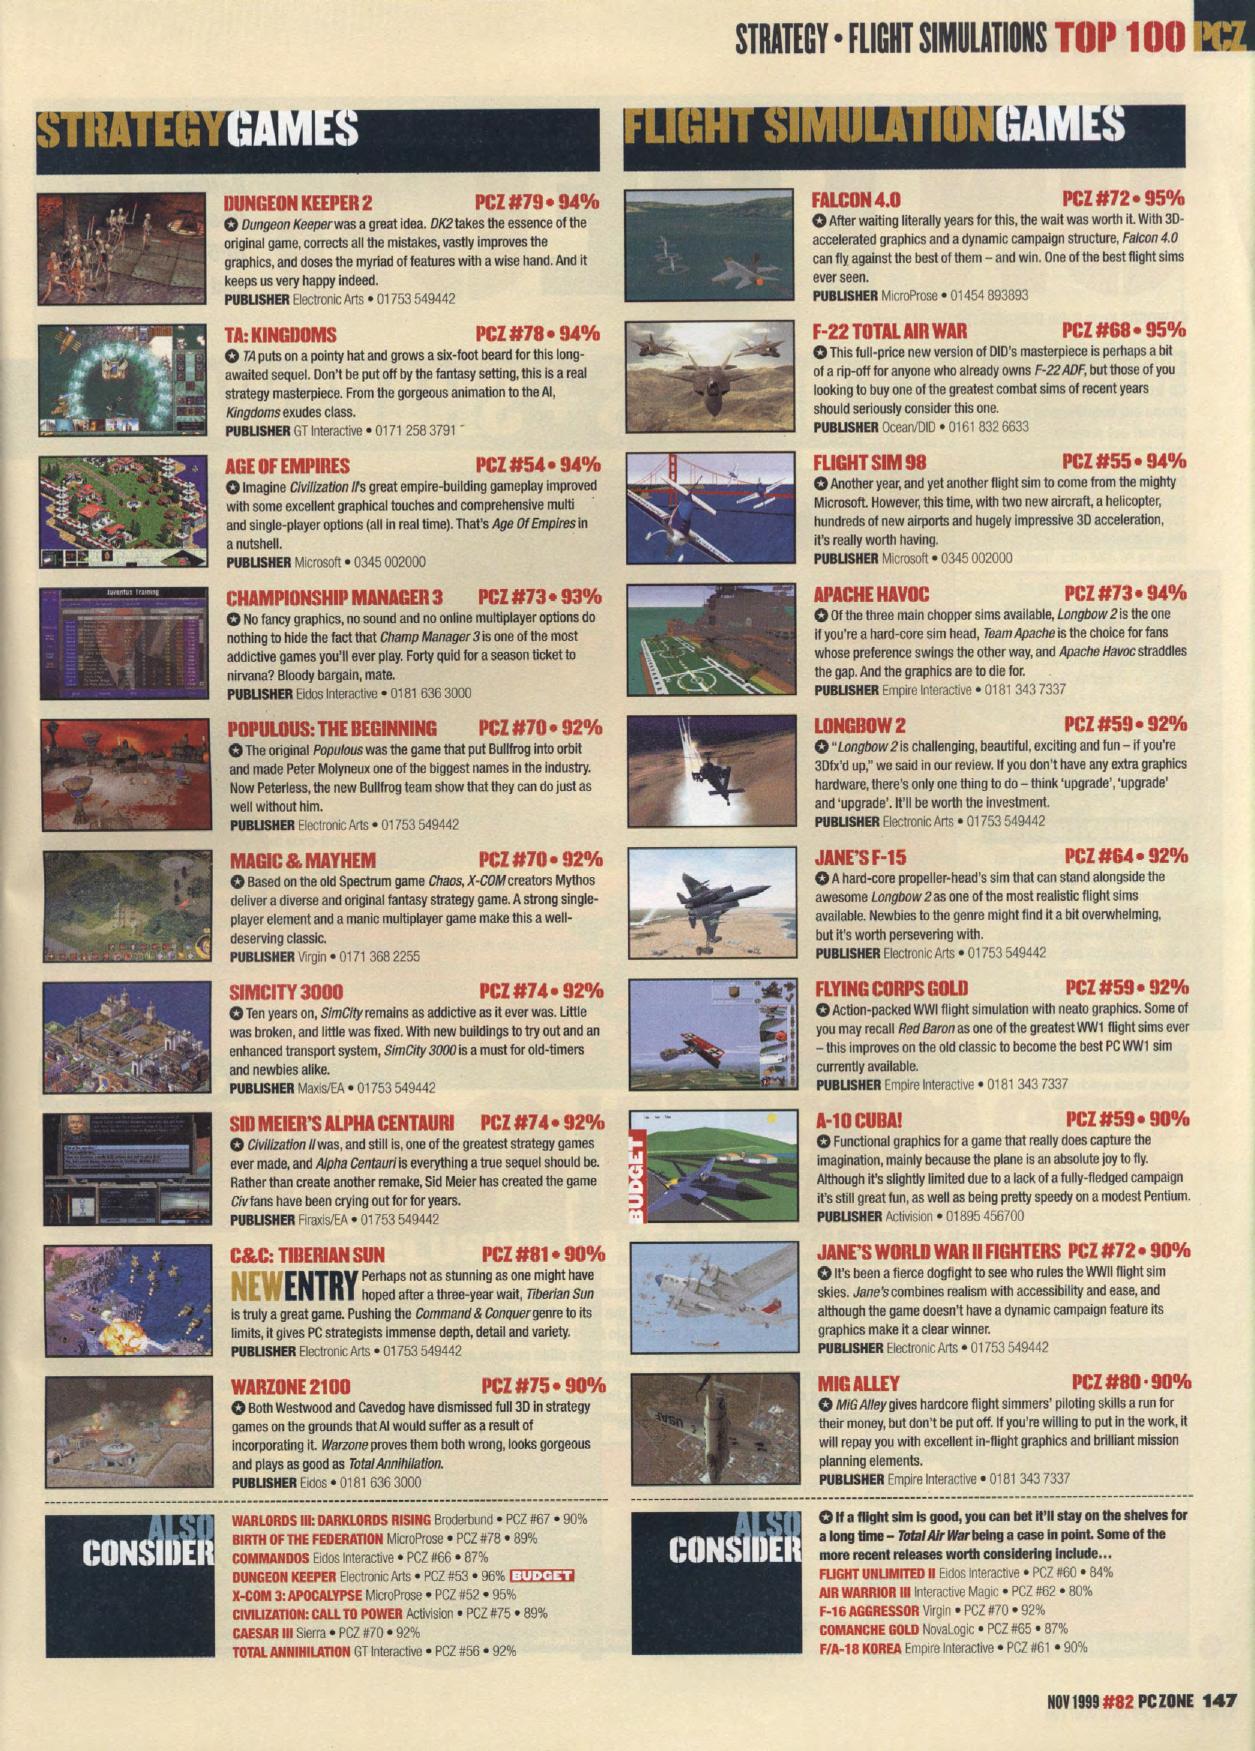 STRATEGY • FLIGHT SIMULATIONS TOP 100 PCZ
STRATEGYGAMES
DUNGEON KEEPER 2 PCZ #79 • 94%
Dungeon Keeper was a great idea. DK2 takes the essence of the
original game, corrects all the mistakes, vastly improves the
graphics, and doses the myriad of features with a wise hand. And it
keeps us very happy indeed.
PUBLISHER Electronic Arts • 01753 549442
TA: KINGDOMS PCZ #78 • 94%
TA puts on a pointy hat and grows a six-foot beard for this long-
awaited sequel. Don't be put off by the fantasy setting, this is a real
strategy masterpiece. From the gorgeous animation to the AI,
Kingdoms exudes class.
PUBLISHER GT Interactive • 0171 258 3791
AGE OF EMPIRES PCZ #54 • 94%
Imagine Civilization II's great empire-building gameplay improved
with some excellent graphical touches and comprehensive multi
and single-player options (all in real time). That's Age Of Empires in
a nutshell.
PUBLISHER Microsoft • 0345 002000
Juventus Training
CHAMPIONSHIP MANAGER 3 PCZ #73 • 93%
No fancy graphics, no sound and no online multiplayer options do
nothing to hide the fact that Champ Manager 3 is one of the most
addictive games you'll ever play. Forty quid for a season ticket to
nirvana? Bloody bargain, mate.
PUBLISHER Eidos Interactive • 0181 636 3000
POPULOUS: THE BEGINNING PCZ #70 • 92%
The original Populous was the game that put Bullfrog into orbit
and made Peter Molyneux one of the biggest names in the industry.
Now Peterless, the new Bullfrog team show that they can do just as
well without him.
PUBLISHER Electronic Arts • 01753 549442
MAGIC & MAYHEM PCZ #70 • 92%
Based on the old Spectrum game Chaos, X-COM creators Mythos
deliver a diverse and original fantasy strategy game. A strong single-
player element and a manic multiplayer game make this a well-
deserving classic.
PUBLISHER Virgin • 0171 368 2255
SIMCITY 3000 PCZ #74 • 92%
Ten years on, SimCity remains as addictive as it ever was. Little
was broken, and little was fixed. With new buildings to try out and an
enhanced transport system, SimCity 3000 is a must for old-timers
and newbies alike.
PUBLISHER Maxis/EA • 01753 549442
SID MEIER'S ALPHA CENTAURI PCZ #74 • 92%
Civilization II was, and still is, one of the greatest strategy games
ever made, and Alpha Centauri is everything a true sequel should be.
Rather than create another remake, Sid Meier has created the game
Civ fans have been crying out for for years.
PUBLISHER Firaxis/EA • 01753 549442
C&C: TIBERIAN SUN PCZ #81 • 90%
NEWENTRY Perhaps not as stunning as one might have
hoped after a three-year wait, Tiberian Sun
is truly a great game. Pushing the Command & Conquer genre to its
limits, it gives PC strategists immense depth, detail and variety.
PUBLISHER Electronic Arts • 01753 549442
WARZONE 2100 PCZ #75 • 90%
Both Westwood and Cavedog have dismissed full 3D in strategy
games on the grounds that AI would suffer as a result of
incorporating it. Warzone proves them both wrong, looks gorgeous
and plays as good as Total Annihilation.
PUBLISHER Eidos • 0181 636 3000
ALSO
CONSIDER
WARLORDS III: DARKLORDS RISING Broderbund • PCZ #67 • 90%
BIRTH OF THE FEDERATION MicroProse • PCZ #78 • 89%
COMMANDOS Eidos Interactive • PCZ #66 • 87%
DUNGEON KEEPER Electronic Arts • PCZ #53 • 96% BUDGET
X-COM 3: APOCALYPSE MicroProse • PCZ #52 • 95%
CIVILIZATION: CALL TO POWER Activision • PCZ #75 • 89%
CAESAR III Sierra • PCZ #70 • 92%
TOTAL ANNIHILATION GT Interactive • PCZ #56 • 92%
FLIGHT SIMULATIONGAMES
FALCON 4.0 PCZ #72 • 95%
After waiting literally years for this, the wait was worth it. With 3D-
accelerated graphics and a dynamic campaign structure, Falcon 4.0
can fly against the best of them – and win. One of the best flight sims
ever seen.
PUBLISHER MicroProse • 01454 893893
F-22 TOTAL AIR WAR PCZ #68 • 95%
This full-price new version of DID's masterpiece is perhaps a bit
of a rip-off for anyone who already owns F-22 ADF, but those of you
looking to buy one of the greatest combat sims of recent years
should seriously consider this one.
PUBLISHER Ocean/DID • 0161 832 6633
FLIGHT SIM 98 PCZ #55 • 94%
Another year, and yet another flight sim to come from the mighty
Microsoft. However, this time, with two new aircraft, a helicopter,
hundreds of new airports and hugely impressive 3D acceleration,
it's really worth having.
PUBLISHER Microsoft • 0345 002000
APACHE HAVOC PCZ #73 • 94%
Of the three main chopper sims available, Longbow 2 is the one
if you're a hard-core sim head, Team Apache is the choice for fans
whose preference swings the other way, and Apache Havoc straddles
the gap. And the graphics are to die for.
PUBLISHER Empire Interactive • 0181 343 7337
LONGBOW 2 PCZ #59 • 92%
"Longbow 2 is challenging, beautiful, exciting and fun – if you're
3Dfx'd up," we said in our review. If you don't have any extra graphics
hardware, there's only one thing to do – think 'upgrade', 'upgrade'
and 'upgrade'. It'll be worth the investment.
PUBLISHER Electronic Arts • 01753 549442
JANE'S F-15 PCZ #64 • 92%
A hard-core propeller-head's sim that can stand alongside the
awesome Longbow 2 as one of the most realistic flight sims
available. Newbies to the genre might find it a bit overwhelming,
but it's worth persevering with.
PUBLISHER Electronic Arts • 01753 549442
FLYING CORPS GOLD PCZ #59 • 92%
Action-packed WWI flight simulation with neato graphics. Some of
you may recall Red Baron as one of the greatest WW1 flight sims ever
– this improves on the old classic to become the best PC WW1 sim
currently available.
PUBLISHER Empire Interactive • 0181 343 7337
BUDGET
A-10 CUBA! PCZ #59 • 90%
Functional graphics for a game that really does capture the
imagination, mainly because the plane is an absolute joy to fly.
Although it's slightly limited due to a lack of a fully-fledged campaign
it's still great fun, as well as being pretty speedy on a modest Pentium.
PUBLISHER Activision • 01895 456700
JANE'S WORLD WAR II FIGHTERS PCZ #72 • 90%
It's been a fierce dogfight to see who rules the WWII flight sim
skies. Jane's combines realism with accessibility and ease, and
although the game doesn't have a dynamic campaign feature its
graphics make it a clear winner.
PUBLISHER Electronic Arts • 01753 549442
USAF
MIG ALLEY PCZ #80 • 90%
MiG Alley gives hardcore flight simmers' piloting skills a run for
their money, but don't be put off. If you're willing to put in the work, it
will repay you with excellent in-flight graphics and brilliant mission
planning elements.
PUBLISHER Empire Interactive • 0181 343 7337
ALSO
CONSIDER
If a flight sim is good, you can bet it'll stay on the shelves for
a long time – Total Air War being a case in point. Some of the
more recent releases worth considering include...
FLIGHT UNLIMITED II Eidos Interactive • PCZ #60 • 84%
AIR WARRIOR III Interactive Magic • PCZ #62 • 80%
F-16 AGGRESSOR Virgin • PCZ #70 • 92%
COMANCHE GOLD NovaLogic • PCZ #65 • 87%
F/A-18 KOREA Empire Interactive • PCZ #61 • 90%
NOV 1999 #82 PC ZONE 147